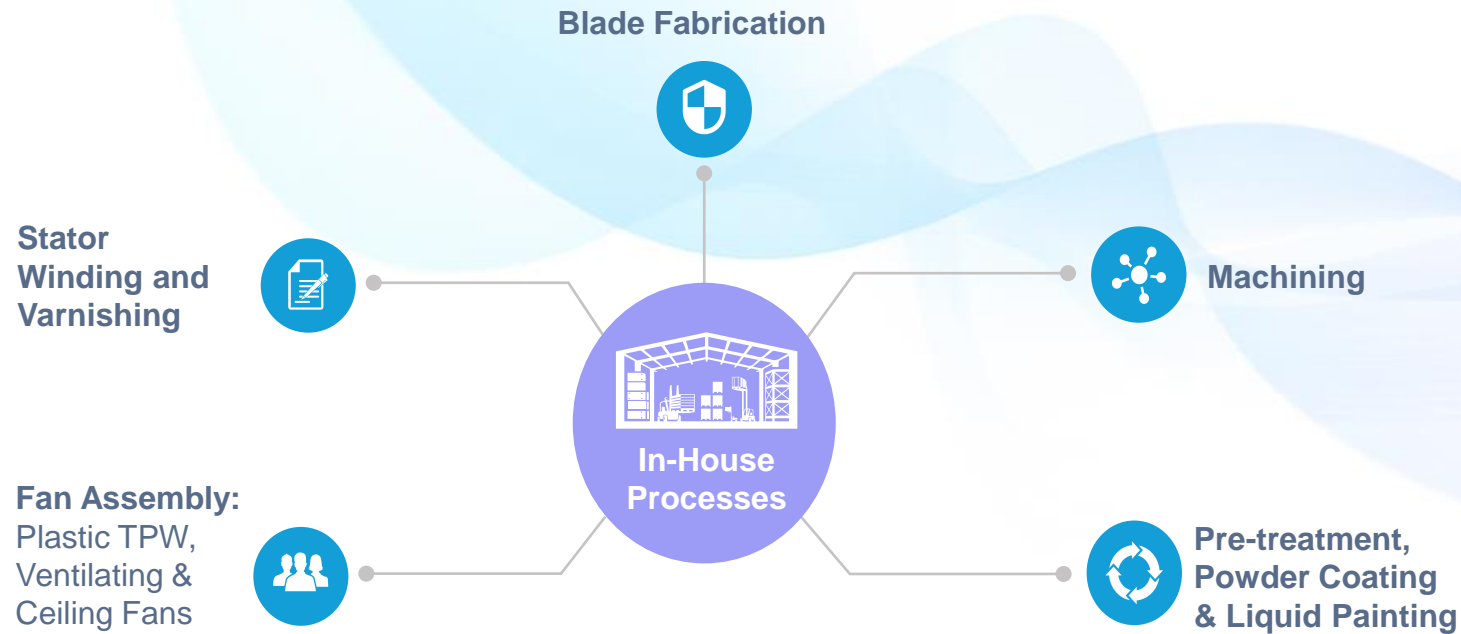 Blade Fabrication
Stator
Winding and
Varnishing
Machining
In-House
Processes
Fan Assembly:
Plastic TPW,
Ventilating &
Ceiling Fans
Pre-treatment,
Powder Coating
& Liquid Painting